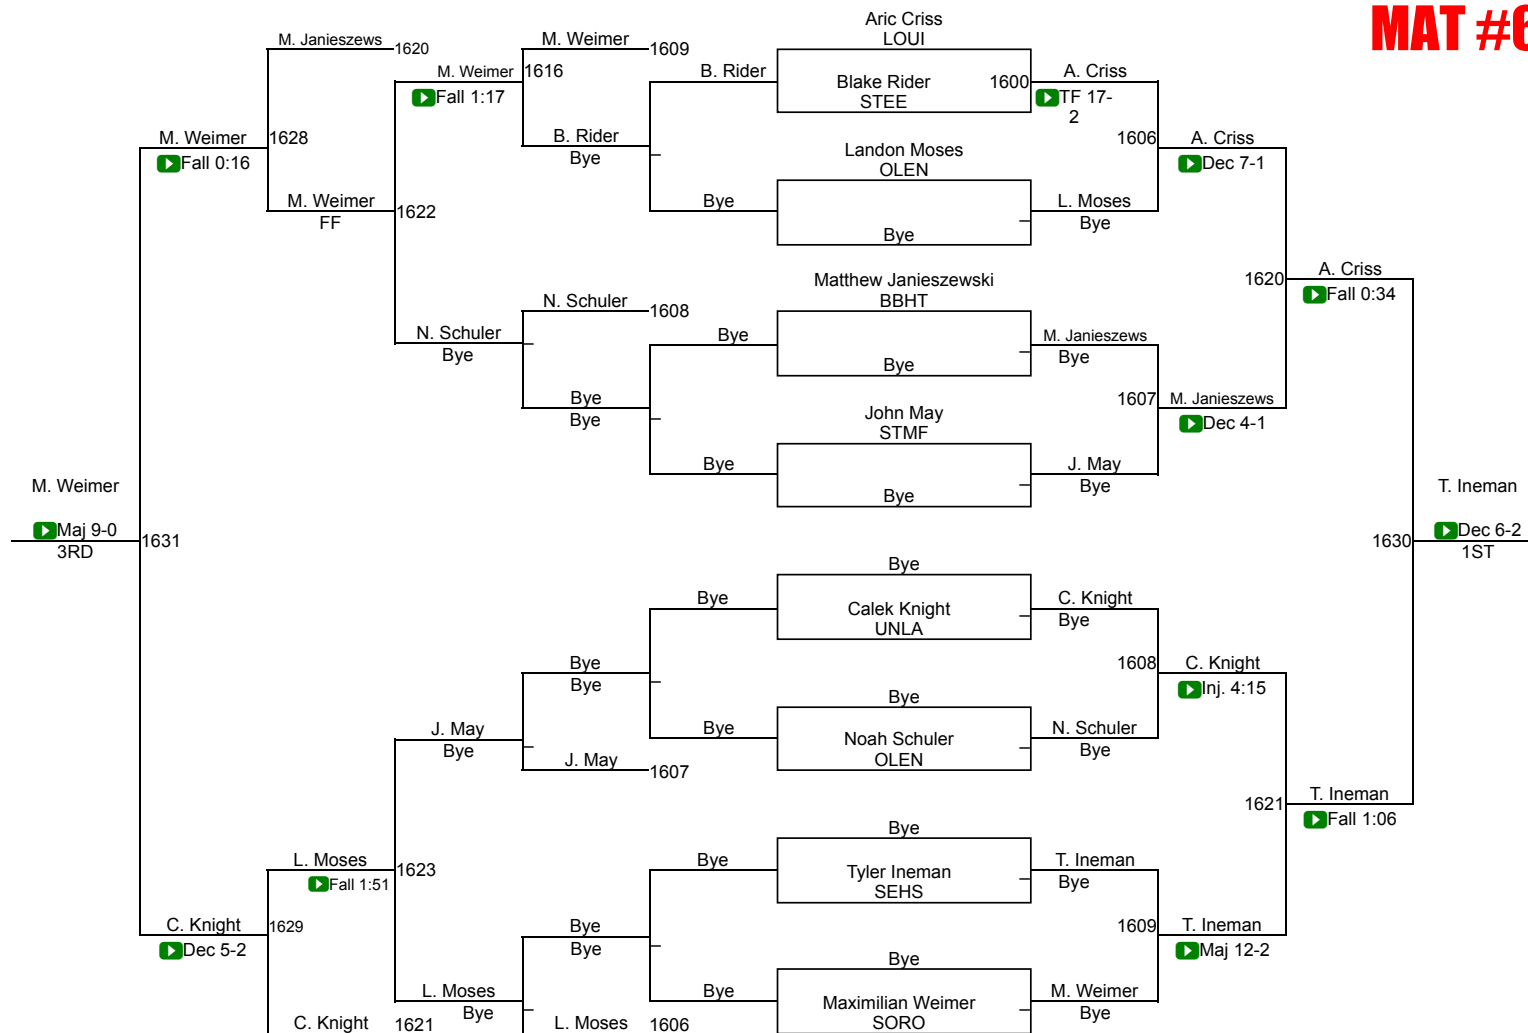 MAT #6
Aric Criss
LOUI
M. Janieszews
1620
M. Weimer
1609
M. Weimer
1616
Fall 1:17
B. Rider
Blake Rider
STEE
1600
A. Criss
TF 17-
2
M. Weimer
Fall 0:16
1628
B. Rider
Bye
Landon Moses
OLEN
1606
A. Criss
Dec 7-1
M. Weimer
FF
1622
Bye
Bye
L. Moses
Bye
Matthew Janieszewski
BBHT
1620
A. Criss
Fall 0:34
N. Schuler
1608
N. Schuler
Bye
Bye
Bye
M. Janieszews
Bye
Bye
Bye
John May
STMF
1607
M. Janieszews
Dec 4-1
Bye
Bye
J. May
Bye
M. Weimer
Maj 9-0
3RD
1631
T. Ineman
1630
Dec 6-2
1ST
Bye
Bye
Calek Knight
UNLA
C. Knight
Bye
Bye
Bye
1608
C. Knight
Inj. 4:15
Bye
J. May
Bye
Bye
Noah Schuler
OLEN
N. Schuler
Bye
J. May
1607
1621
T. Ineman
Fall 1:06
Bye
L. Moses
Fall 1:51
1623
Bye
Tyler Ineman
SEHS
T. Ineman
Bye
C. Knight
Dec 5-2
1629
Bye
Bye
1609
T. Ineman
Maj 12-2
Bye
L. Moses
Bye
Bye
Maximilian Weimer
SORO
M. Weimer
Bye
C. Knight
1621
L. Moses
1606